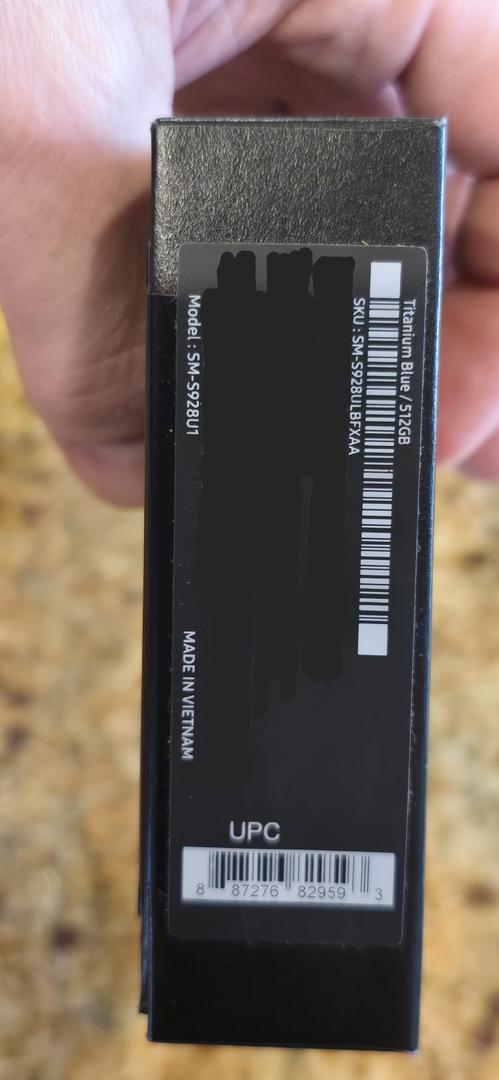 Titanium Blue / 512GB
SKU : SM-S928ULBFXAA
Model : SM-S928U1
MADE IN VIETNAM
UPC
8 87276 82959 3